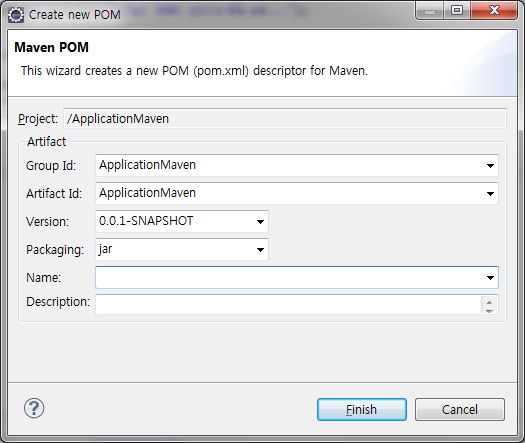 Create new POM
Maven POM
This wizard creates a new POM (pom.xml) descriptor for Maven.
Project: /ApplicationMaven
Artifact
Group Id: ApplicationMaven
Artifact Id: ApplicationMaven
Version: 0.0.1-SNAPSHOT
Packaging: jar
Name:
Description:
Finish Cancel